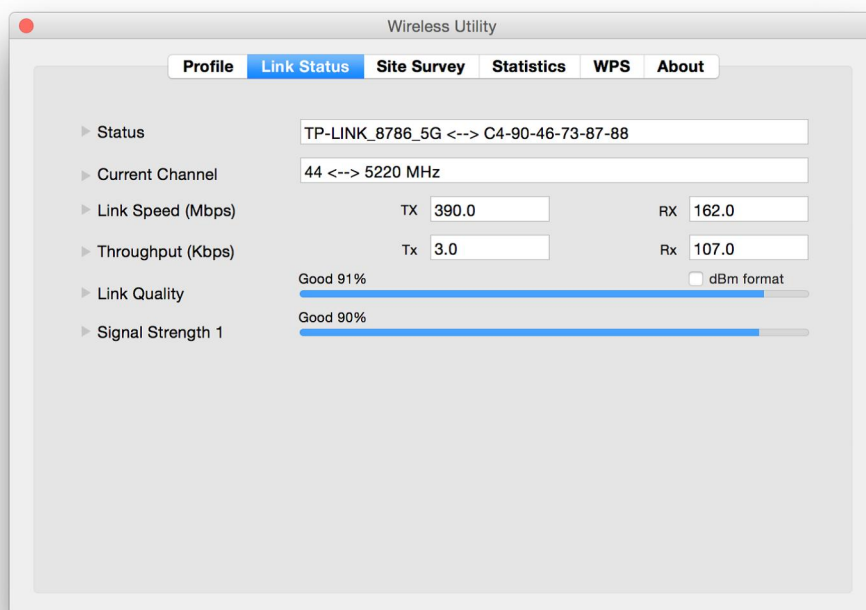 Wireless Utility
Profile Link Status Site Survey Statistics WPS About
Status TP-LINK_8786_5G <--> C4-90-46-73-87-88
Current Channel 44 <--> 5220 MHz
Link Speed (Mbps) TX 390.0 RX 162.0
Throughput (Kbps) Tx 3.0 Rx 107.0
Good 91% dBm format
Link Quality
Good 90%
Signal Strength 1